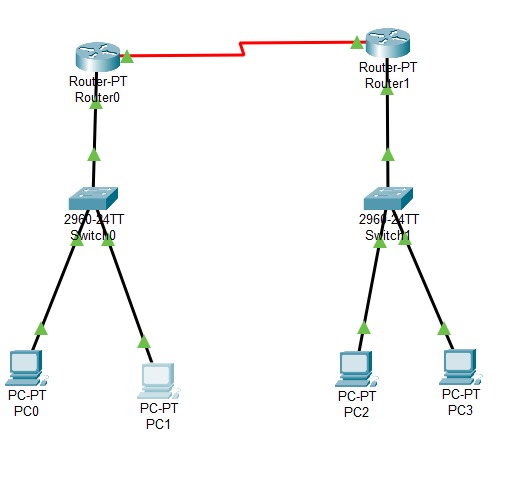 Router-PT
Router0
Router-PT
Router1
2960-24TT
Switch0
2960-24TT
Switch1
PC-PT
PC0
PC-PT
PC1
PC-PT
PC2
PC-PT
PC3